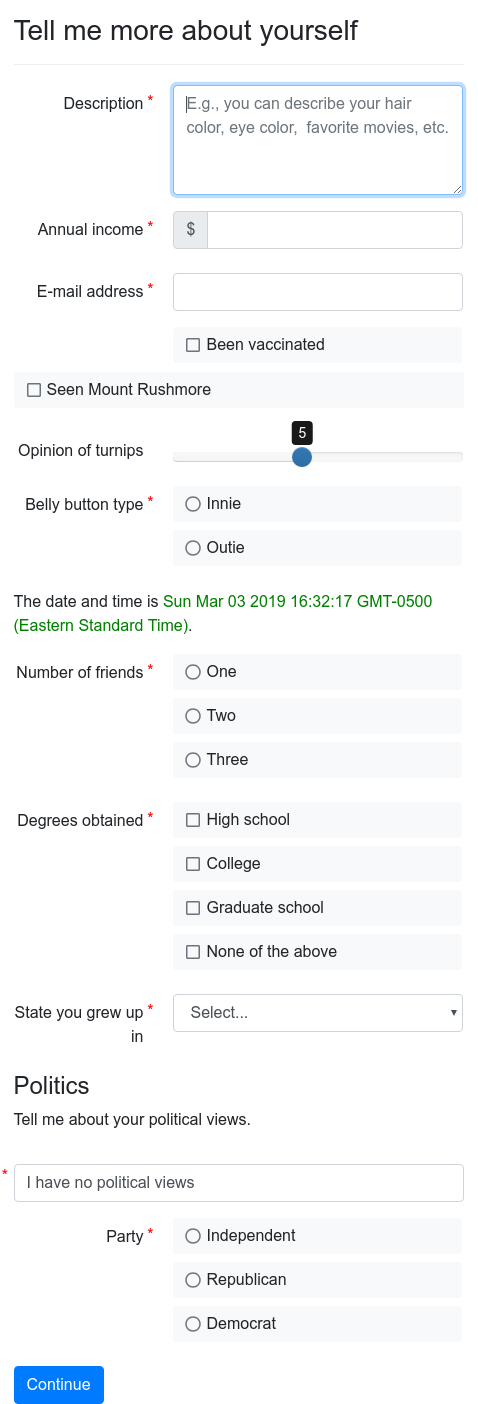 Tell me more about yourself
Description *
E.g., you can describe your hair
color, eye color,  favorite movies, etc.
Annual income *
$
E-mail address *
Been vaccinated
Seen Mount Rushmore
5
Opinion of turnips
Belly button type *
Innie
Outie
The date and time is Sun Mar 03 2019 16:32:17 GMT-0500
(Eastern Standard Time).
Number of friends *
One
Two
Three
Degrees obtained *
High school
College
Graduate school
None of the above
State you grew up *
in
Select...
Politics
Tell me about your political views.
*
I have no political views
Party *
Independent
Republican
Democrat
Continue